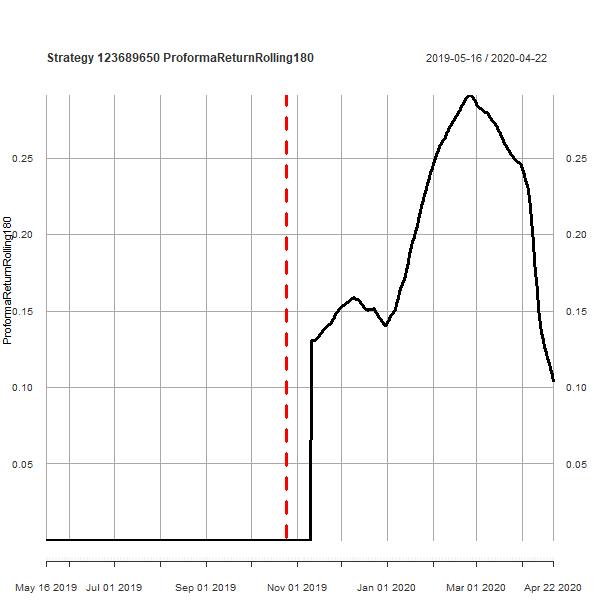 Strategy 123689650 ProformaReturnRolling180
2019-05-16 / 2020-04-22
ProformaReturnRolling180
0.25
0.20
0.15
0.10
0.05
0.25
0.20
0.15
0.10
0.05
May 16 2019
Jul 01 2019
Sep 01 2019
Nov 01 2019
Jan 01 2020
Mar 01 2020
Apr 22 2020